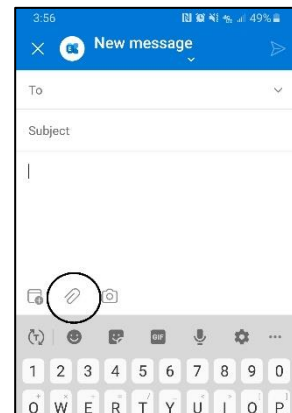 3:56 49%
New message
To
Subject
GIF
1 2 3 4 5 6 7 8 9 0
Q W E R T Y U I O P